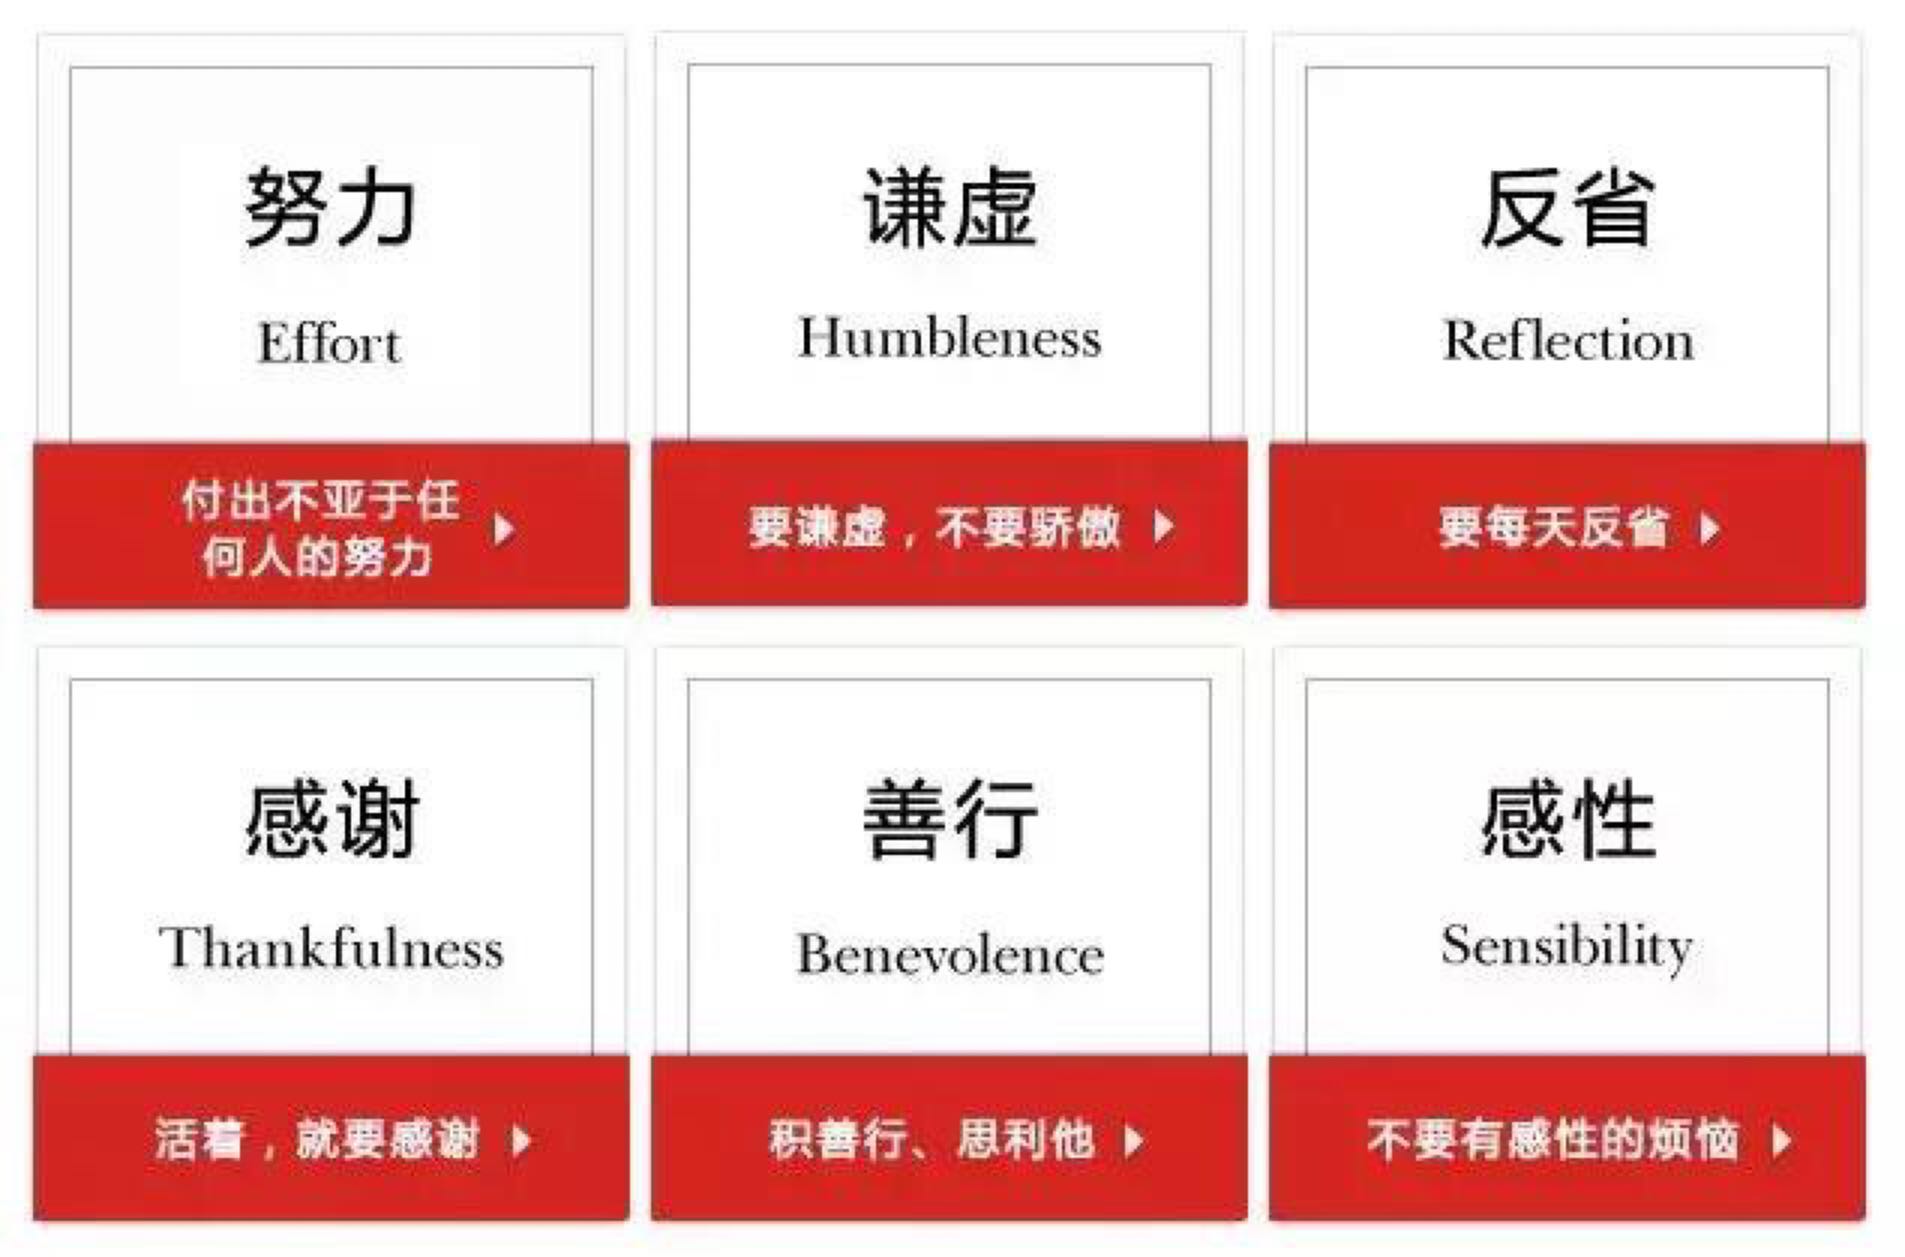 努力
Effort
付出不亚于任
何人的努力
谦虚
Humbleness
要谦虚，不要骄傲
反省
Reflection
要每天反省
感谢
Thankfulness
活着，就要感谢
善行
Benevolence
积善行、思利他
感性
Sensibility
不要有感性的烦恼